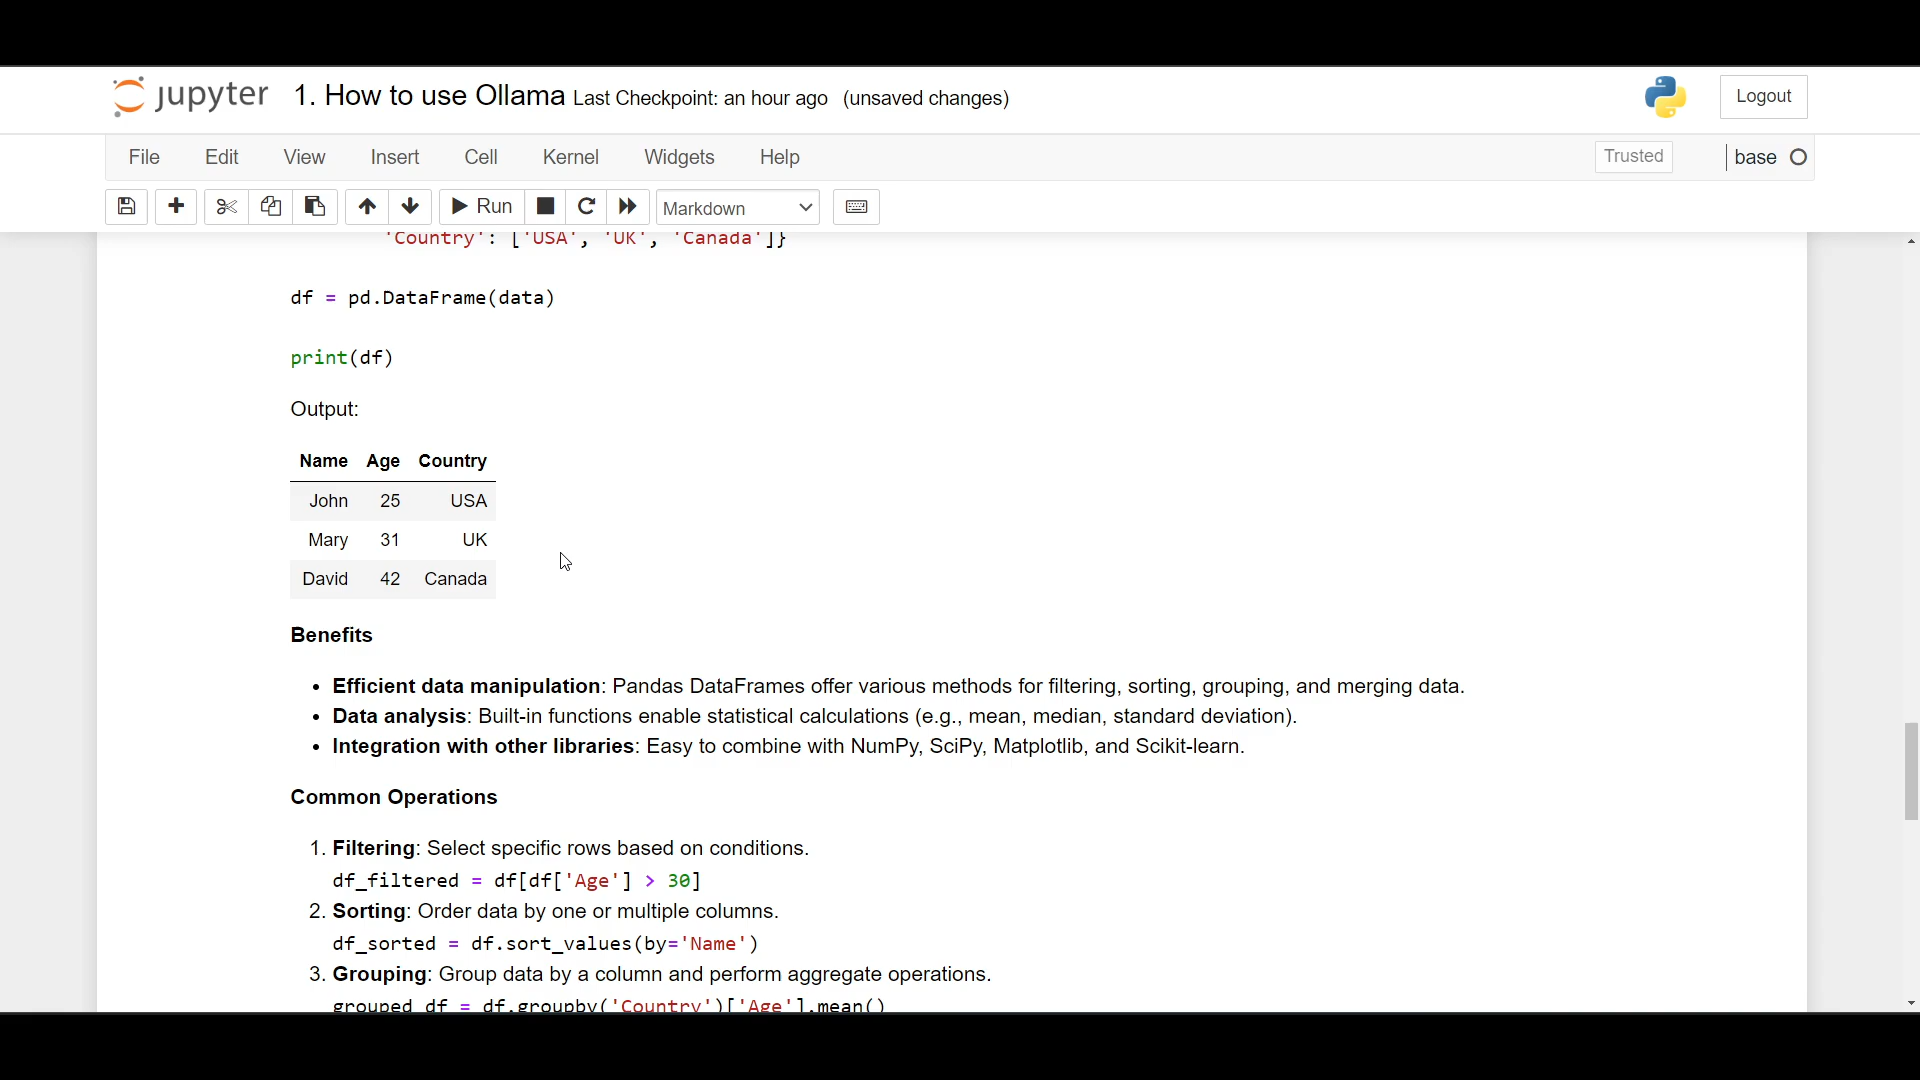 jupyter 1. How to use Ollama Last Checkpoint: an hour ago (unsaved changes) Logout
File Edit View Insert Cell Kernel Widgets Help Trusted base
Run Markdown
'Country': ['USA', 'UK', 'Canada']}
df = pd.DataFrame(data)
print(df)
Output:
Name Age Country
John 25 USA
Mary 31 UK
David 42 Canada
Benefits
• Efficient data manipulation: Pandas DataFrames offer various methods for filtering, sorting, grouping, and merging data.
• Data analysis: Built-in functions enable statistical calculations (e.g., mean, median, standard deviation).
• Integration with other libraries: Easy to combine with NumPy, SciPy, Matplotlib, and Scikit-learn.
Common Operations
1. Filtering: Select specific rows based on conditions.
df_filtered = df[df['Age'] > 30]
2. Sorting: Order data by one or multiple columns.
df_sorted = df.sort_values(by='Name')
3. Grouping: Group data by a column and perform aggregate operations.
grouped_df = df.groupby('Country')['Age'].mean()